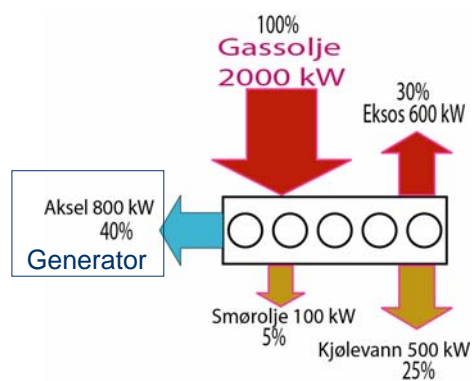 100%
Gassolje
2000 kW
30%
Eksos 600 kW
Aksel 800 kW
40%
Generator
Smørolje 100 kW
5%
Kjølevann 500 kW
25%